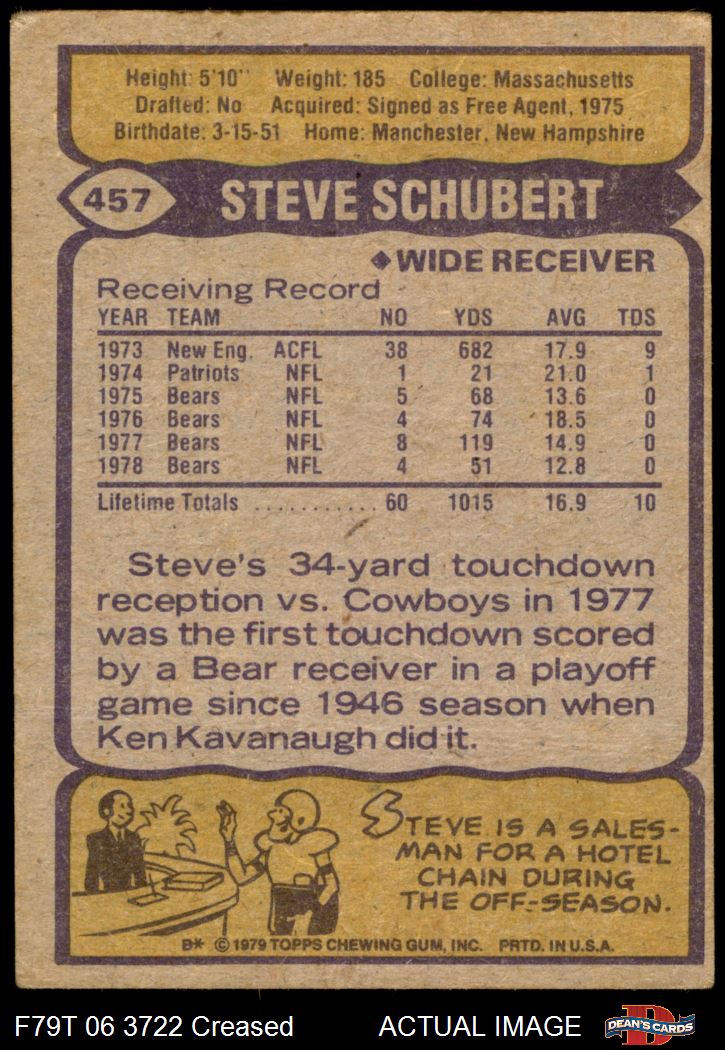 Height: 5'10" Weight: 185 College: Massachusetts
Drafted: No Acquired: Signed as Free Agent, 1975
Birthdate: 3-15-51 Home: Manchester, New Hampshire
457 STEVE SCHUBERT
◆WIDE RECEIVER
Receiving Record
YEAR TEAM NO YDS AVG TDS
1973 New Eng. ACFL 38 682 17.9 9
1974 Patriots NFL 1 21 21.0 1
1975 Bears NFL 5 68 13.6 0
1976 Bears NFL 4 74 18.5 0
1977 Bears NFL 8 119 14.9 0
1978 Bears NFL 4 51 12.8 0
Lifetime Totals ........... 60 1015 16.9 10
Steve's 34-yard touchdown
reception vs. Cowboys in 1977
was the first touchdown scored
by a Bear receiver in a playoff
game since 1946 season when
Ken Kavanaugh did it.
STEVE IS A SALES-
MAN FOR A HOTEL
CHAIN DURING
THE OFF-SEASON.
B* © 1979 TOPPS CHEWING GUM, INC. PRTD. IN U.S.A.
F79T 06 3722 Creased ACTUAL IMAGE
D
DEAN'S CARDS